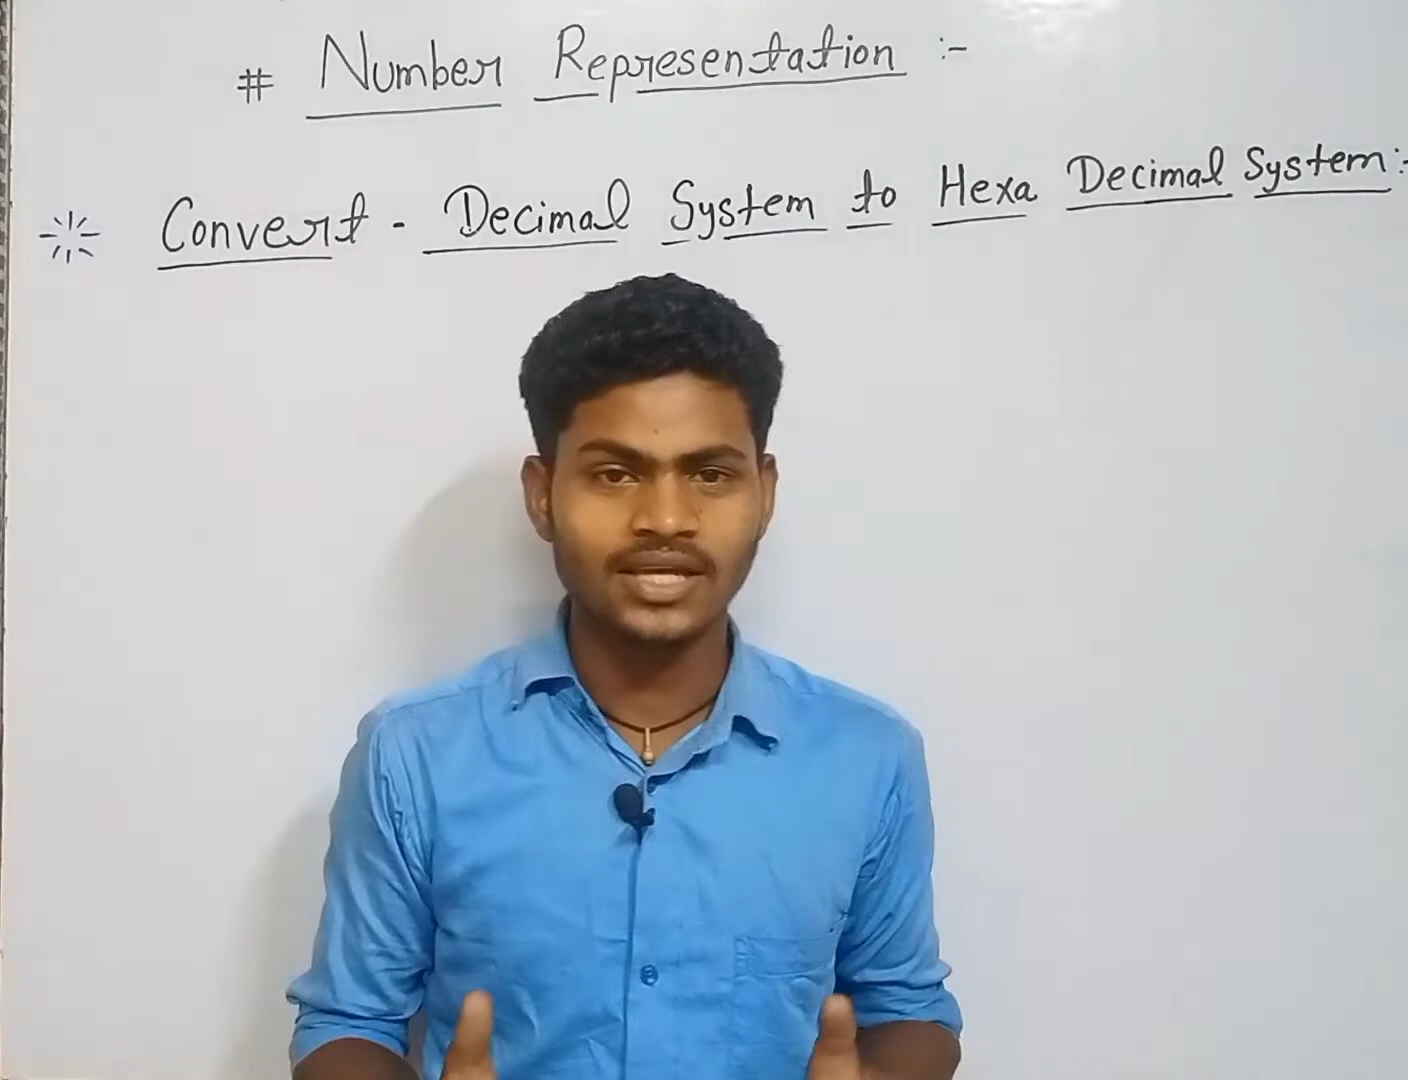 # Number Representation :-
Convert - Decimal System to Hexa Decimal System:-